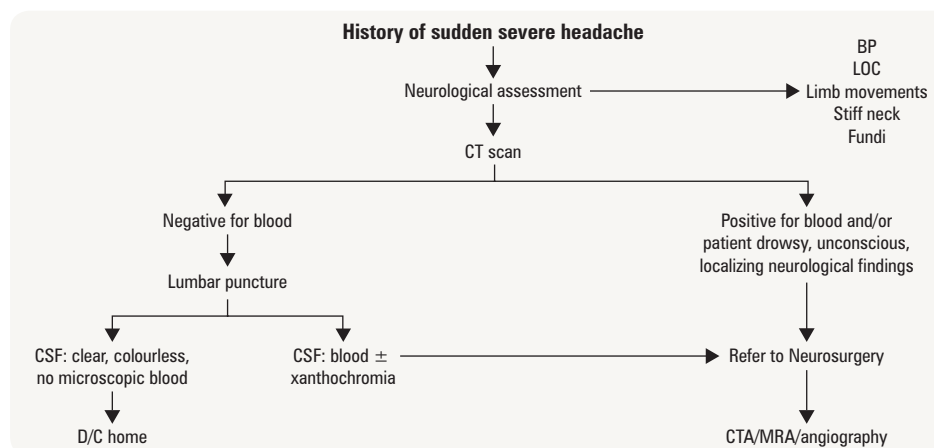 History of sudden severe headache
BP
LOC
Neurological assessment
Limb movements
Stiff neck
Fundi
CT scan
Negative for blood
Positive for blood and/or
patient drowsy, unconscious,
localizing neurological findings
Lumbar puncture
CSF: clear, colourless,
no microscopic blood
CSF: blood ±
xanthochromia
Refer to Neurosurgery
D/C home
CTA/MRA/angiography